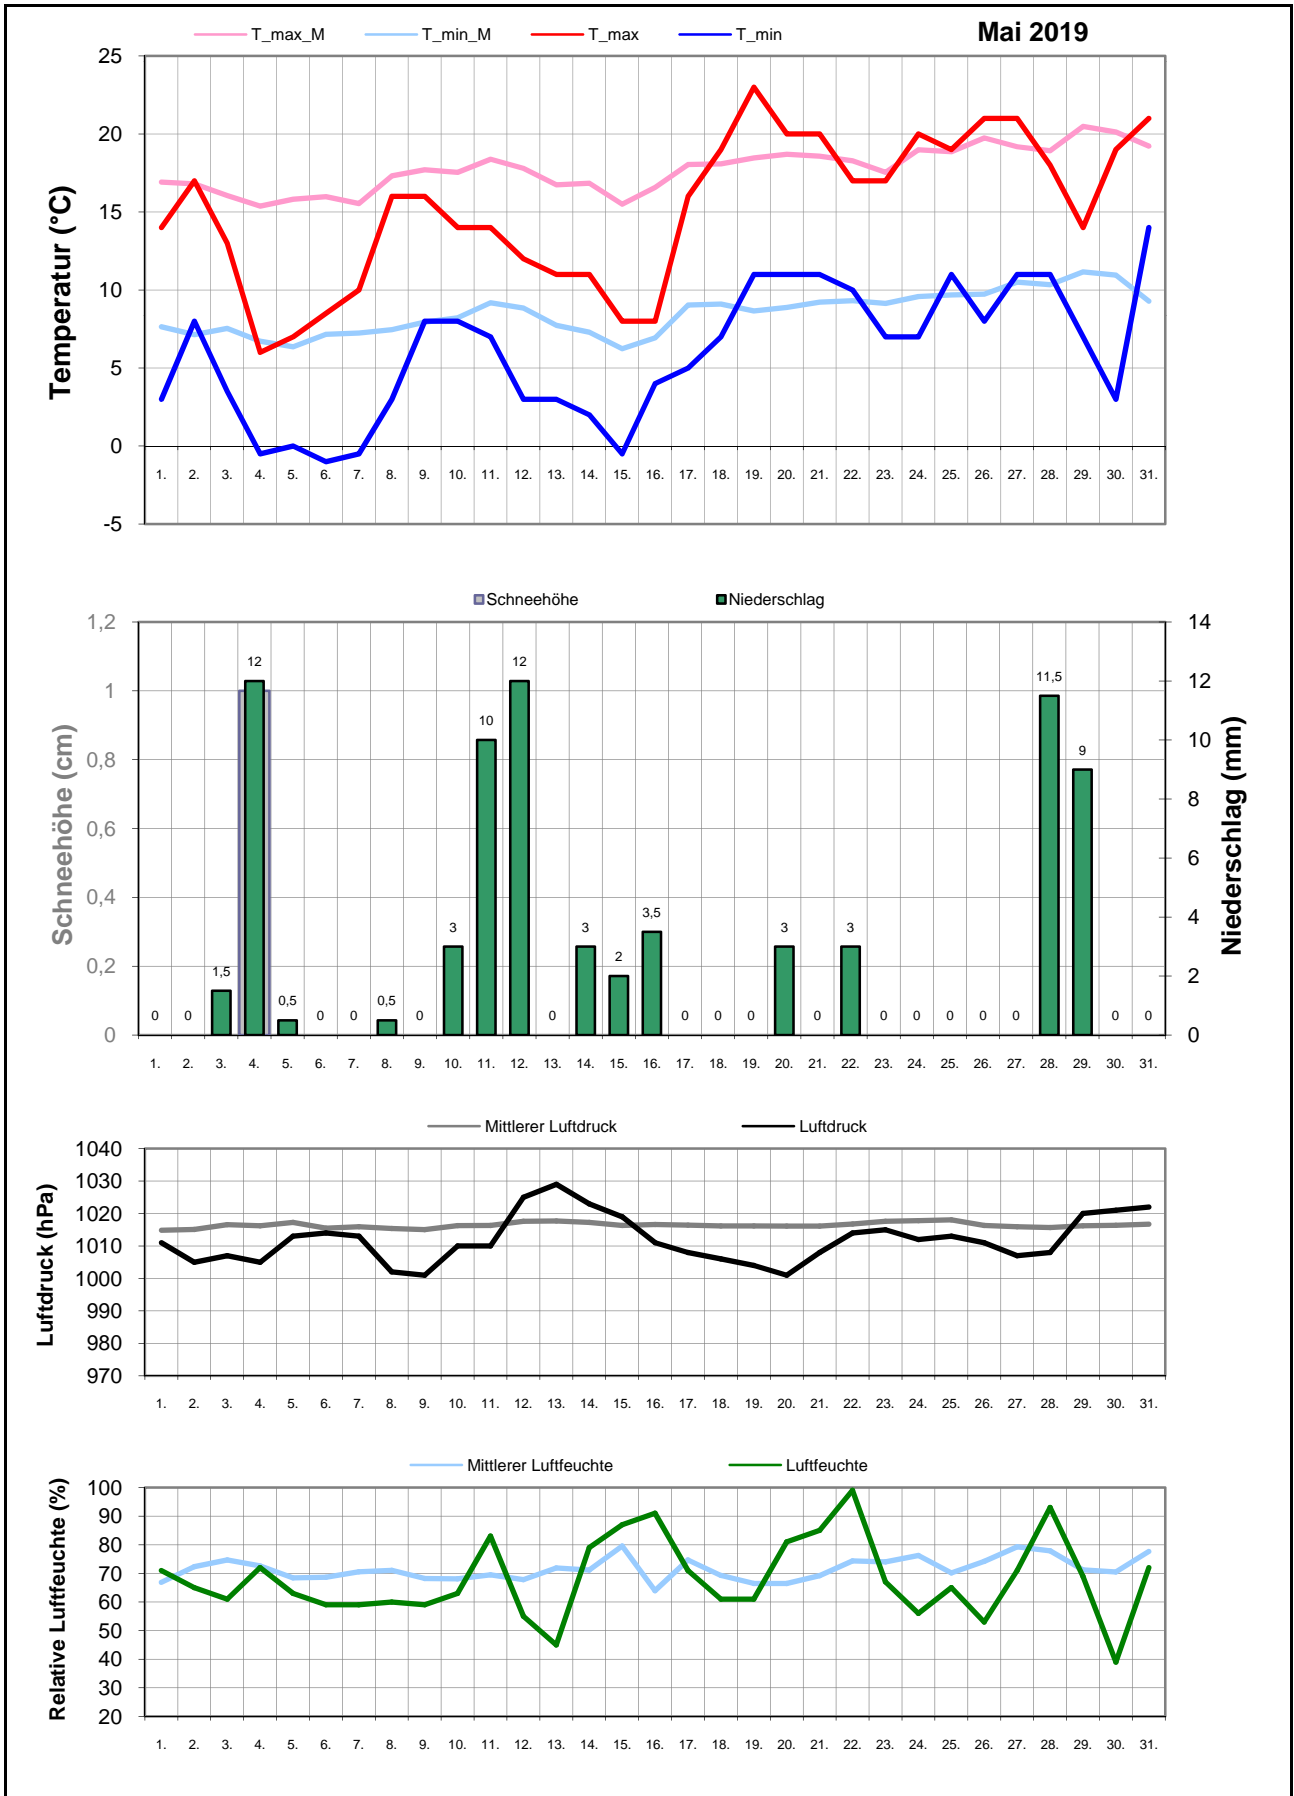 Mai 2019
T_max_M T_min_M T_max T_min
Temperatur (°C)
25
20
15
10
5
0
-5
1. 2. 3. 4. 5. 6. 7. 8. 9. 10. 11. 12. 13. 14. 15. 16. 17. 18. 19. 20. 21. 22. 23. 24. 25. 26. 27. 28. 29. 30. 31.
Schneehöhe Niederschlag
Schneehöhe (cm)
1,2
1
0,8
0,6
0,4
0,2
0
Niederschlag (mm)
14
12
10
8
6
4
2
0
0 0 1,5 12 0,5 0 0 0,5 0 3 10 12 0 3 2 3,5 0 0 0 3 0 3 0 0 0 0 0 11,5 9 0 0
1. 2. 3. 4. 5. 6. 7. 8. 9. 10. 11. 12. 13. 14. 15. 16. 17. 18. 19. 20. 21. 22. 23. 24. 25. 26. 27. 28. 29. 30. 31.
Mittlerer Luftdruck Luftdruck
Luftdruck (hPa)
1040
1030
1020
1010
1000
990
980
970
1. 2. 3. 4. 5. 6. 7. 8. 9. 10. 11. 12. 13. 14. 15. 16. 17. 18. 19. 20. 21. 22. 23. 24. 25. 26. 27. 28. 29. 30. 31.
Mittlerer Luftfeuchte Luftfeuchte
Relative Luftfeuchte (%)
100
90
80
70
60
50
40
30
20
1. 2. 3. 4. 5. 6. 7. 8. 9. 10. 11. 12. 13. 14. 15. 16. 17. 18. 19. 20. 21. 22. 23. 24. 25. 26. 27. 28. 29. 30. 31.